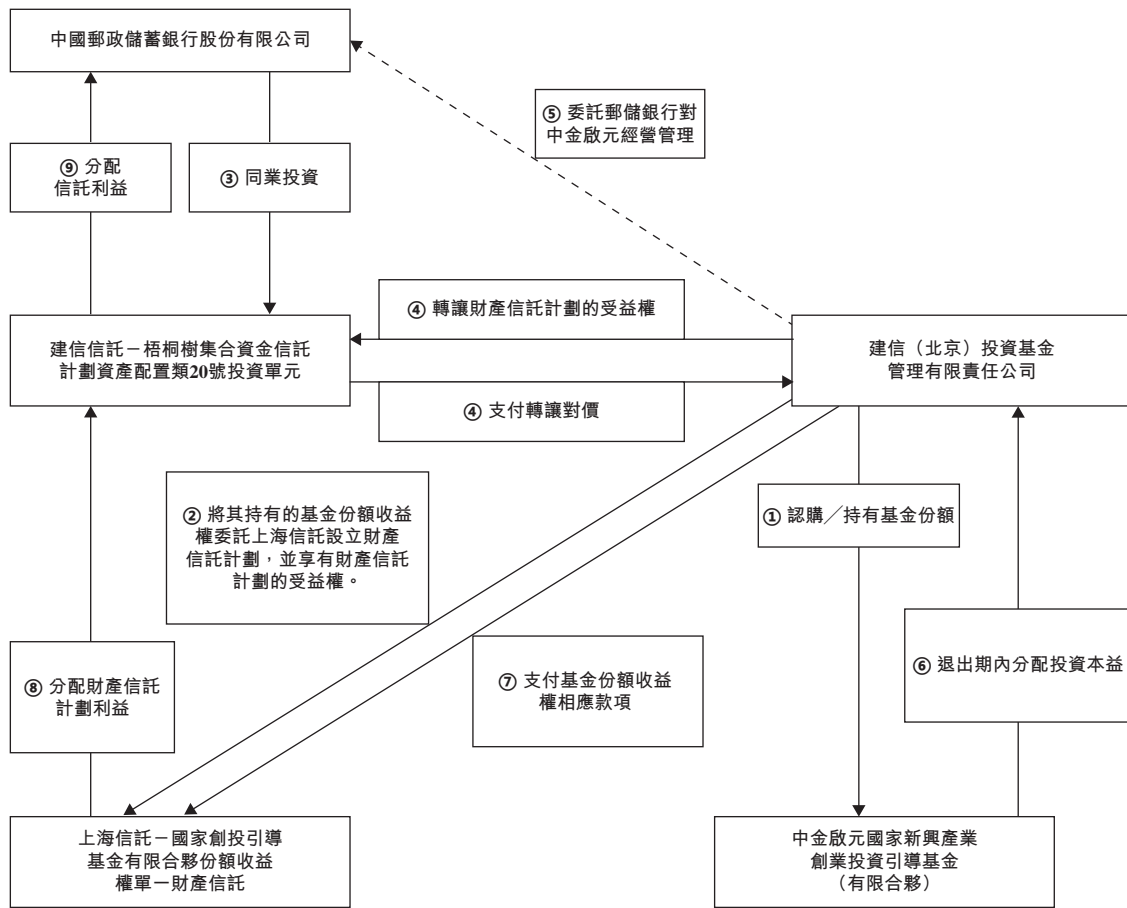 中國郵政儲蓄銀行股份有限公司
⑤ 委託郵儲銀行對
中金啟元經營管理
⑨ 分配
信託利益
③ 同業投資
④ 轉讓財產信託計劃的受益權
建信信託－梧桐樹集合資金信託
計劃資產配置類20號投資單元
建信（北京）投資基金
管理有限責任公司
④ 支付轉讓對價
② 將其持有的基金份額收益
權委託上海信託設立財產
信託計劃，並享有財產信託
計劃的受益權。
① 認購╱持有基金份額
⑧ 分配財產信託
計劃利益
⑦ 支付基金份額收益
權相應款項
⑥ 退出期內分配投資本益
上海信託－國家創投引導
基金有限合夥份額收益
權單一財產信託
中金啟元國家新興產業
創業投資引導基金
（有限合夥）